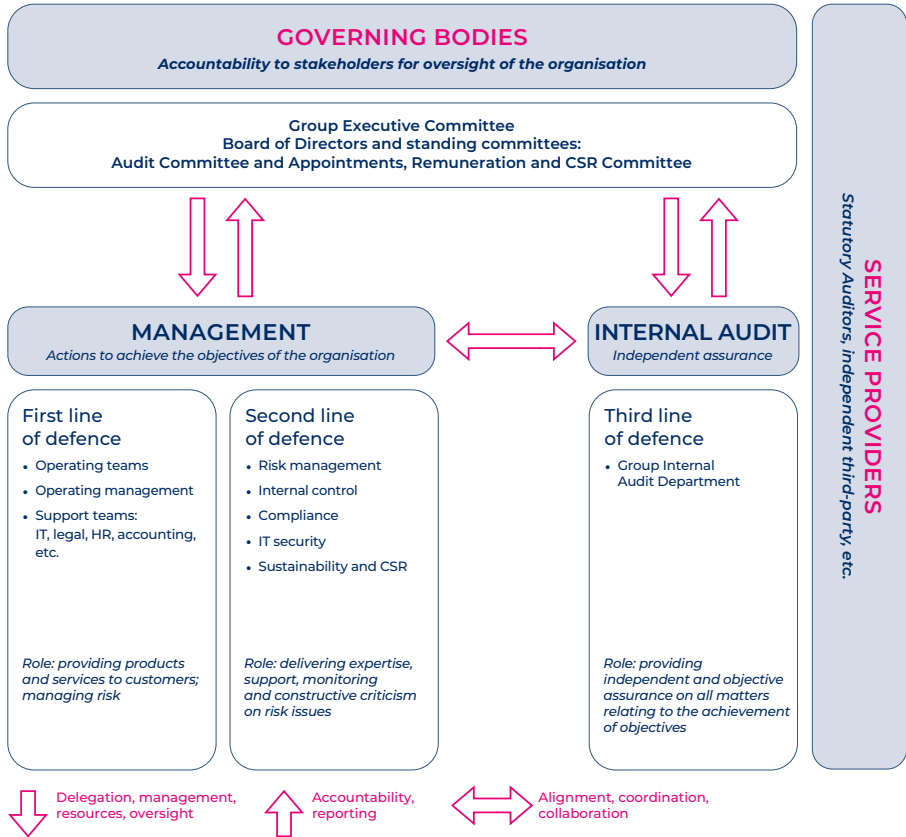 GOVERNING BODIES
Accountability to stakeholders for oversight of the organisation
Group Executive Committee
Board of Directors and standing committees:
Audit Committee and Appointments, Remuneration and CSR Committee
MANAGEMENT
Actions to achieve the objectives of the organisation
INTERNAL AUDIT
Independent assurance
First line
of defence
• Operating teams
• Operating management
• Support teams:
IT, legal, HR, accounting,
etc.
Role: providing products
and services to customers;
managing risk
Second line
of defence
• Risk management
• Internal control
• Compliance
• IT security
• Sustainability and CSR
Role: delivering expertise,
support, monitoring
and constructive criticism
on risk issues
Third line
of defence
• Group Internal
Audit Department
Role: providing
independent and objective
assurance on all matters
relating to the achievement
of objectives
SERVICE PROVIDERS
Statutory Auditors, independent third-party, etc.
Delegation, management,
resources, oversight
Accountability,
reporting
Alignment, coordination,
collaboration